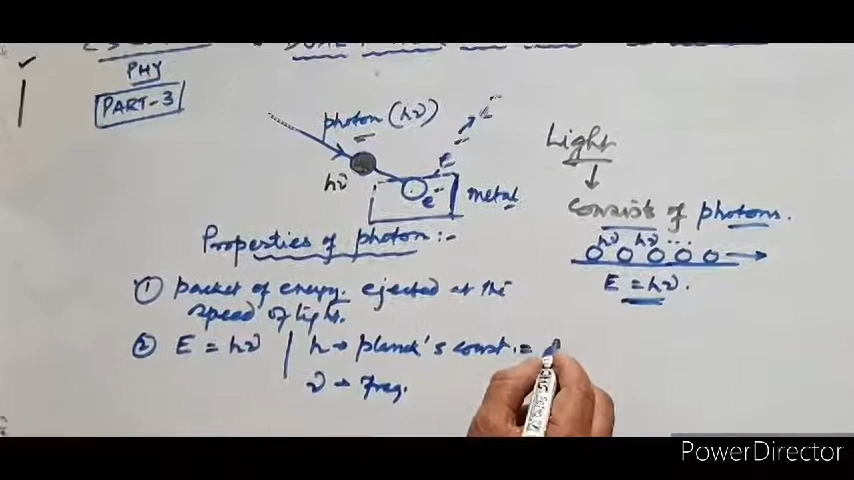 PHY
PART-3
photon (hν)
hν
e⁻
metal
Light
↓
consists of photons.
hν hν ...
E = hν.
Properties of photon :-
① packet of energy ejected at the
speed of light.
② E = hν | h → planck's const. =
ν → freq.
PowerDirector